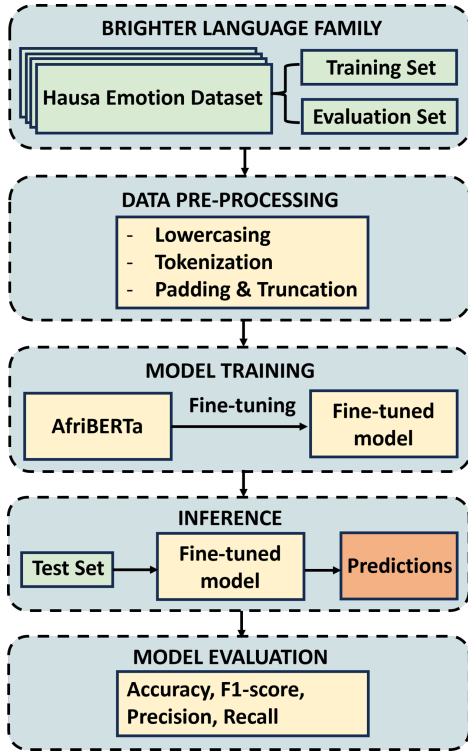 BRIGHTER LANGUAGE FAMILY
Hausa Emotion Dataset
Training Set
Evaluation Set
DATA PRE-PROCESSING
- Lowercasing
- Tokenization
- Padding & Truncation
MODEL TRAINING
AfriBERTa
Fine-tuning
Fine-tuned
model
INFERENCE
Test Set
Fine-tuned
model
Predictions
MODEL EVALUATION
Accuracy, F1-score,
Precision, Recall